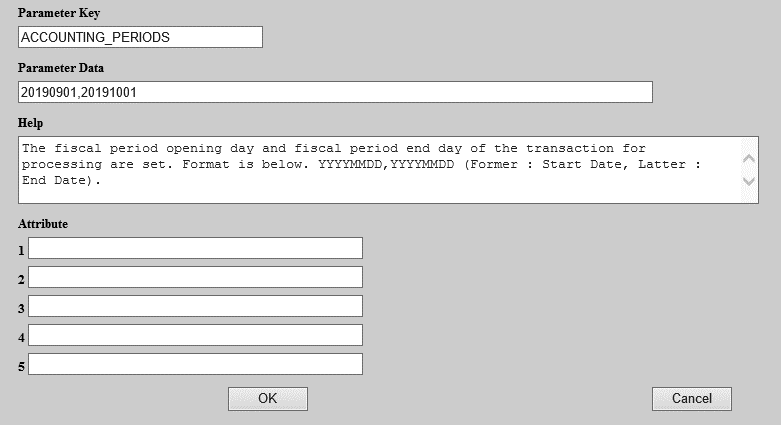 Parameter Key
ACCOUNTING_PERIODS
Parameter Data
20190901,20191001
Help
The fiscal period opening day and fiscal period end day of the transaction for
processing are set. Format is below. YYYYMMDD,YYYYMMDD (Former : Start Date, Latter :
End Date).
Attribute
1
2
3
4
5
OK Cancel